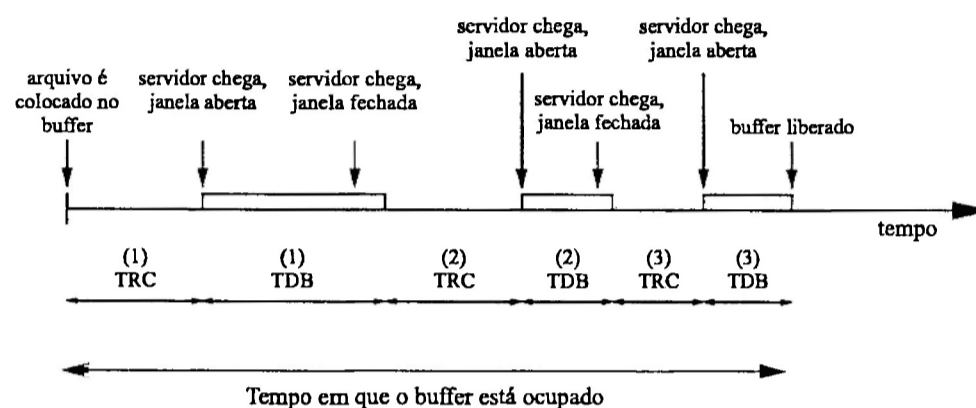 servidor chega,
janela aberta
servidor chega,
janela aberta
arquivo é
colocado no
buffer
servidor chega,
janela aberta
servidor chega,
janela fechada
servidor chega,
janela fechada
buffer liberado
tempo
(1)
TRC
(1)
TDB
(2)
TRC
(2)
TDB
(3)
TRC
(3)
TDB
Tempo em que o buffer está ocupado